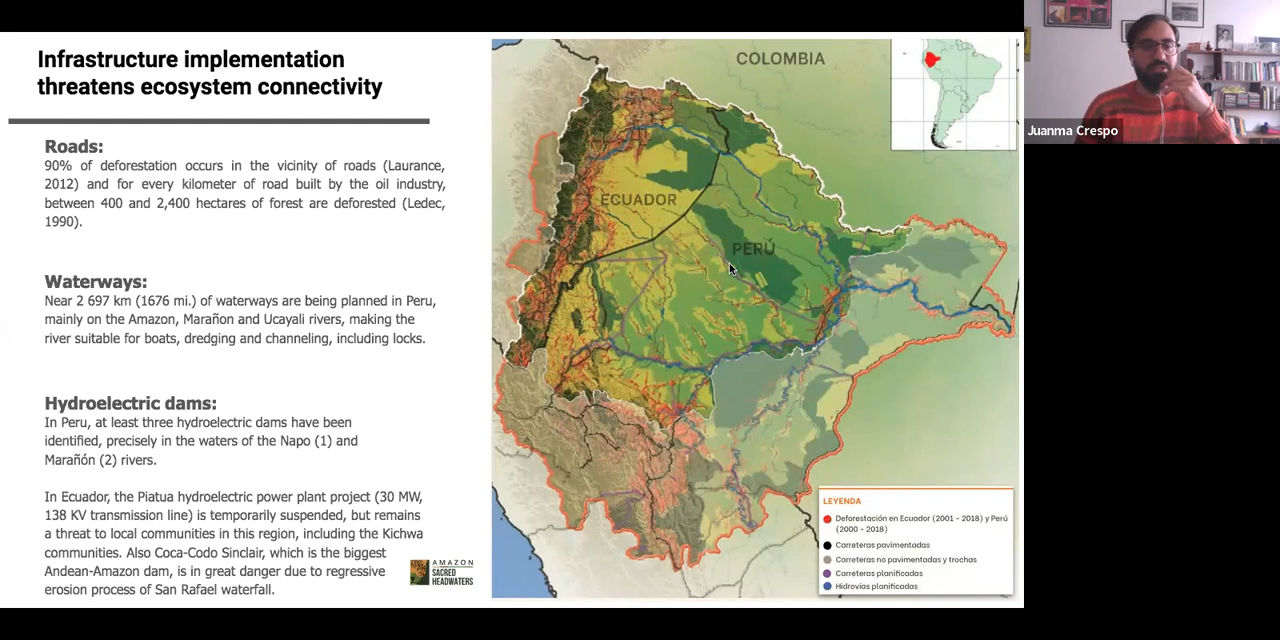 Infrastructure implementation
threatens ecosystem connectivity
Roads:
90% of deforestation occurs in the vicinity of roads (Laurance,
2012) and for every kilometer of road built by the oil industry,
between 400 and 2,400 hectares of forest are deforested (Ledec,
1990).
Waterways:
Near 2 697 km (1676 mi.) of waterways are being planned in Peru,
mainly on the Amazon, Marañon and Ucayali rivers, making the
river suitable for boats, dredging and channeling, including locks.
Hydroelectric dams:
In Peru, at least three hydroelectric dams have been
identified, precisely in the waters of the Napo (1) and
Marañón (2) rivers.
In Ecuador, the Piatua hydroelectric power plant project (30 MW,
138 KV transmission line) is temporarily suspended, but remains
a threat to local communities in this region, including the Kichwa
communities. Also Coca-Codo Sinclair, which is the biggest
Andean-Amazon dam, is in great danger due to regressive
erosion process of San Rafael waterfall.
AMAZON
SACRED
HEADWATERS
COLOMBIA
ECUADOR
PERÚ
LEYENDA
Deforestación en Ecuador (2001 - 2018) y Perú
(2000 - 2018)
Carreteras pavimentadas
Carreteras no pavimentadas y trochas
Carreteras planificadas
Hidrovías planificadas
Juanma Crespo